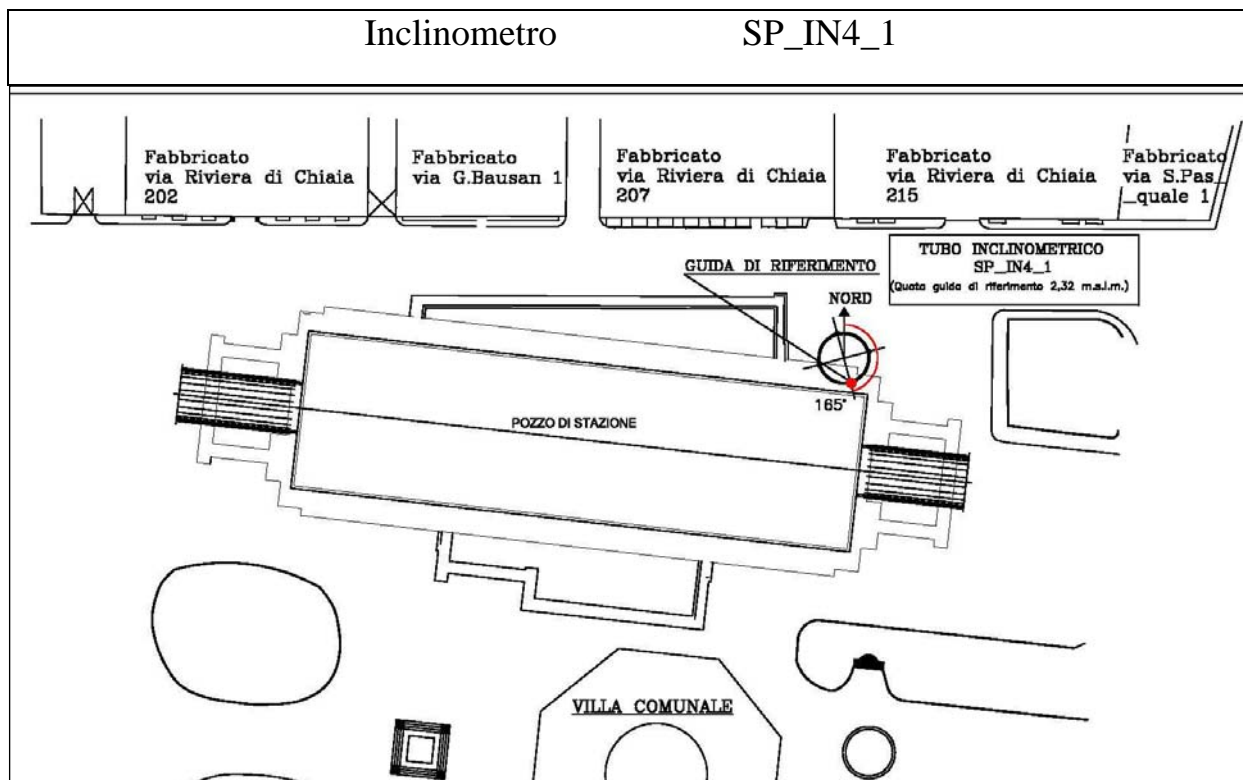 Inclinometro SP_IN4_1
Fabbricato
via Riviera di Chiaia
202
Fabbricato
via G.Bausan 1
Fabbricato
via Riviera di Chiaia
207
Fabbricato
via Riviera di Chiaia
215
Fabbricato
via S.Pas_
_quale 1
TUBO INCLINOMETRICO
SP_IN4_1
(Quota guida di riferimento 2,32 m.s.l.m.)
GUIDA DI RIFERIMENTO
NORD
165°
POZZO DI STAZIONE
VILLA COMUNALE